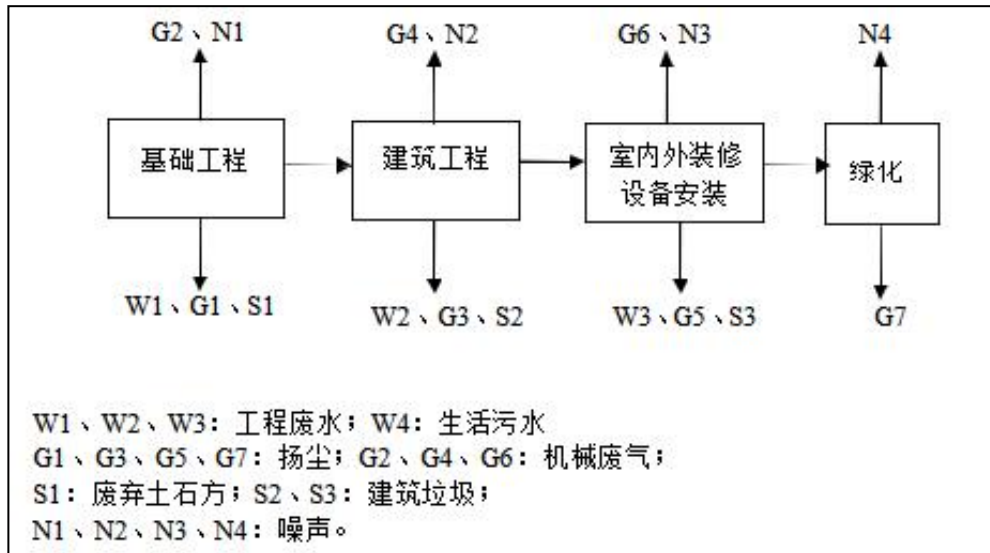 G2、N1
G4、N2
G6、N3
N4
基础工程
建筑工程
室内外装修
设备安装
绿化
W1、G1、S1
W2、G3、S2
W3、G5、S3
G7
W1、W2、W3：工程废水；W4：生活污水
G1、G3、G5、G7：扬尘；G2、G4、G6：机械废气；
S1：废弃土石方；S2、S3：建筑垃圾；
N1、N2、N3、N4：噪声。